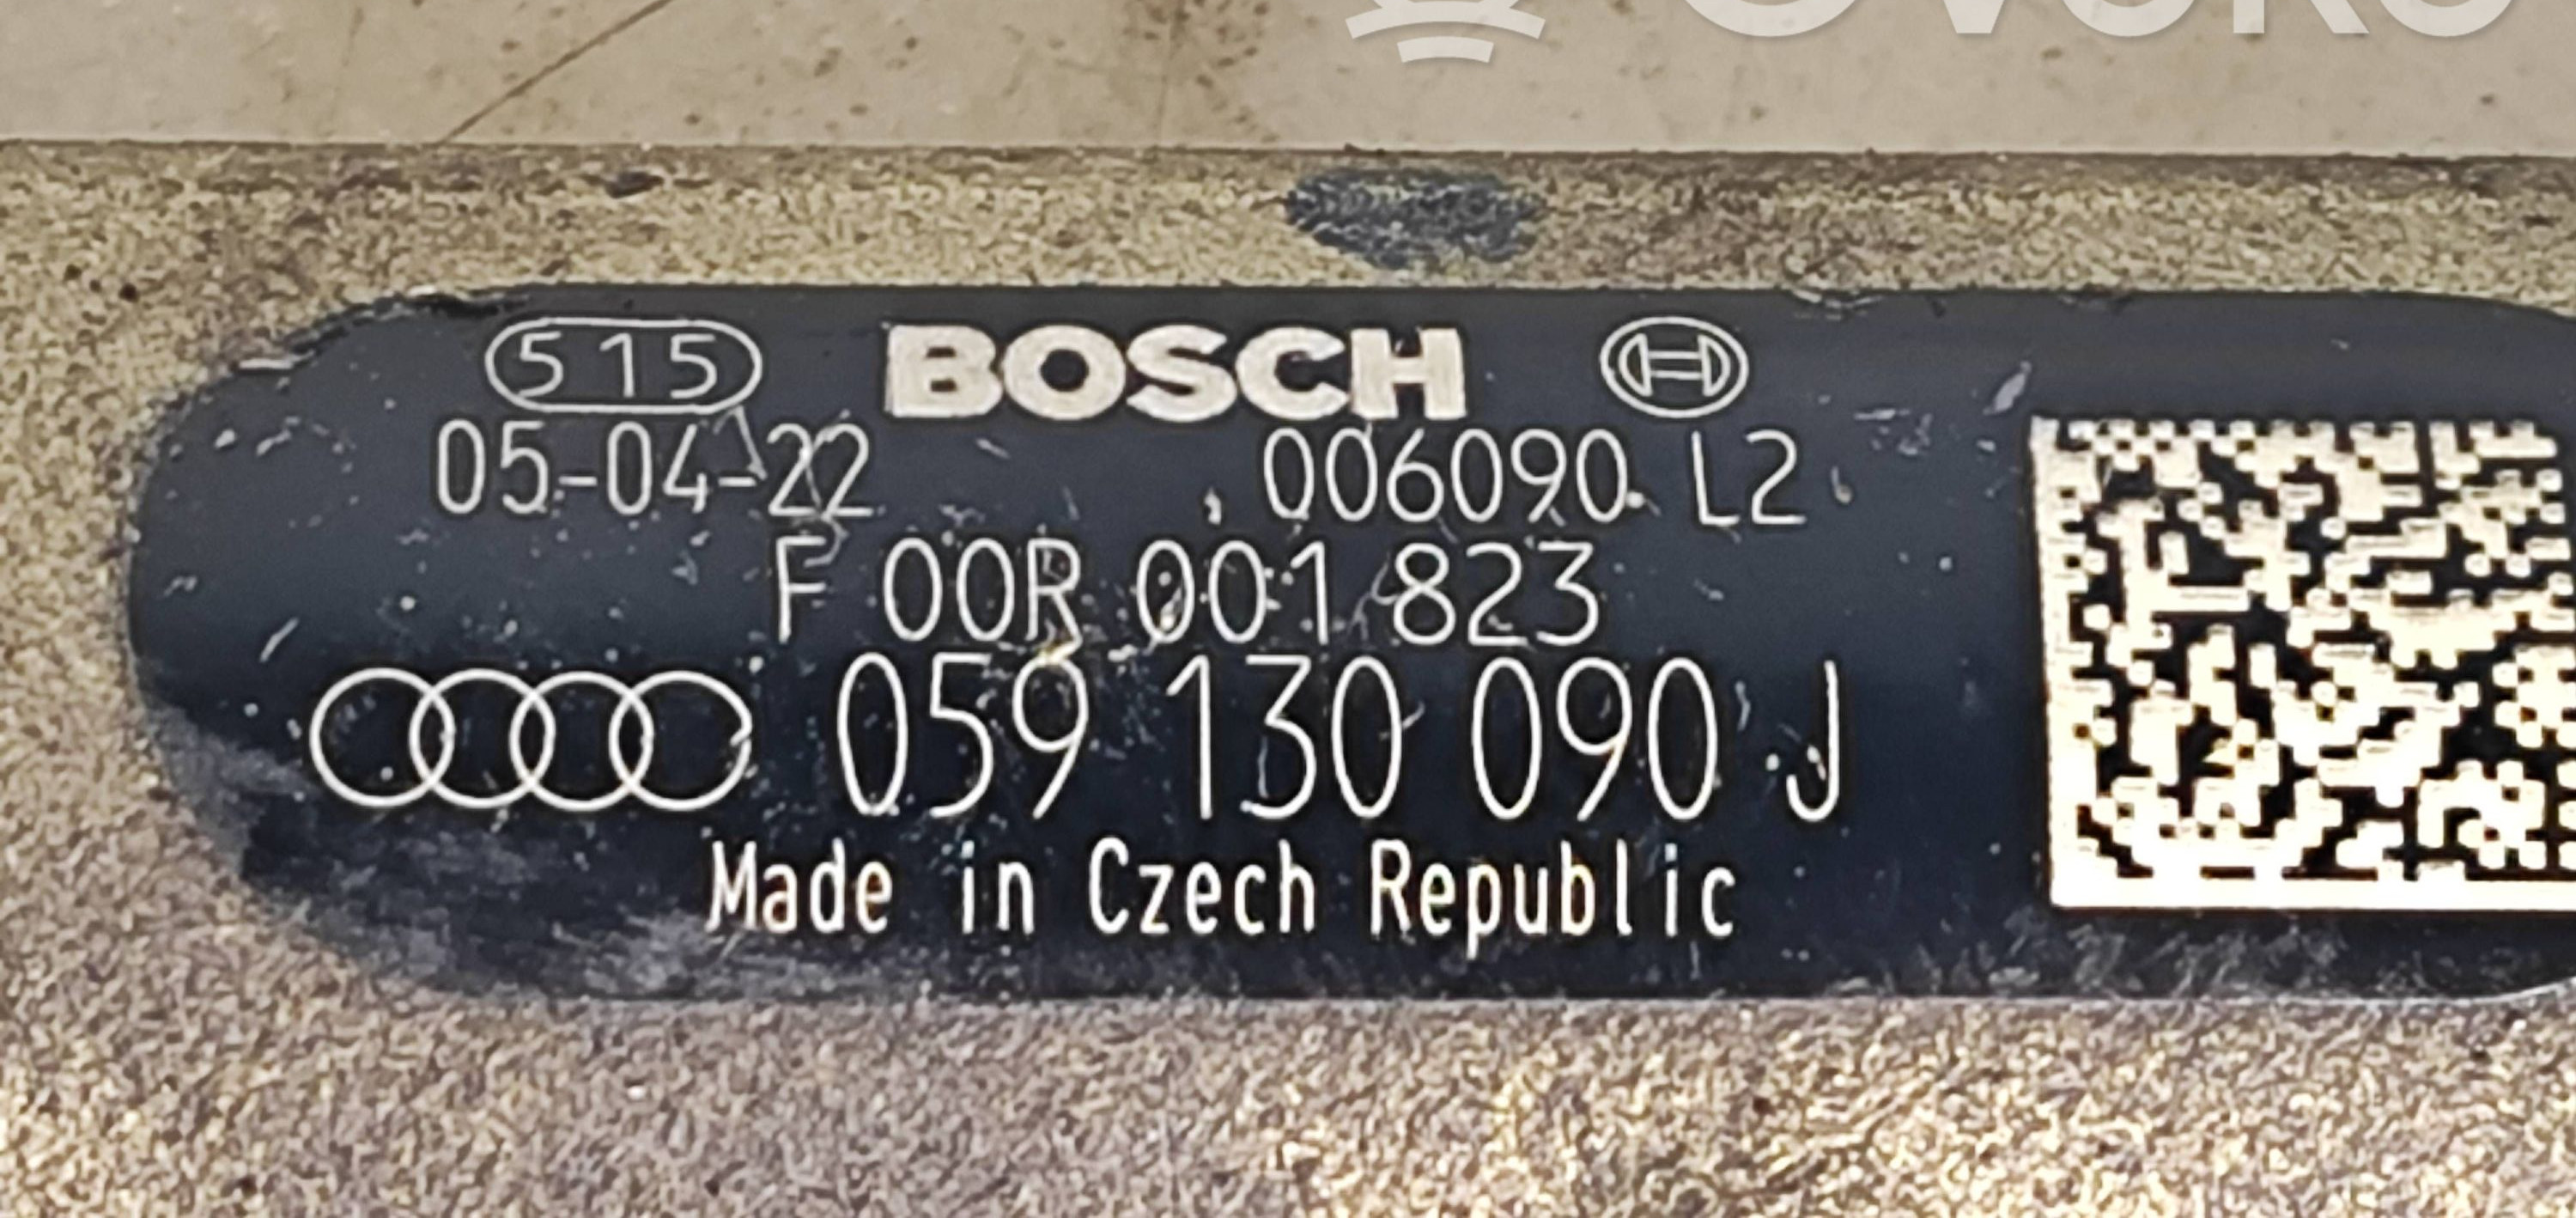 515 BOSCH
05-04-22 006090 L2
F 00R 001 823
059 130 090 J
Made in Czech Republic